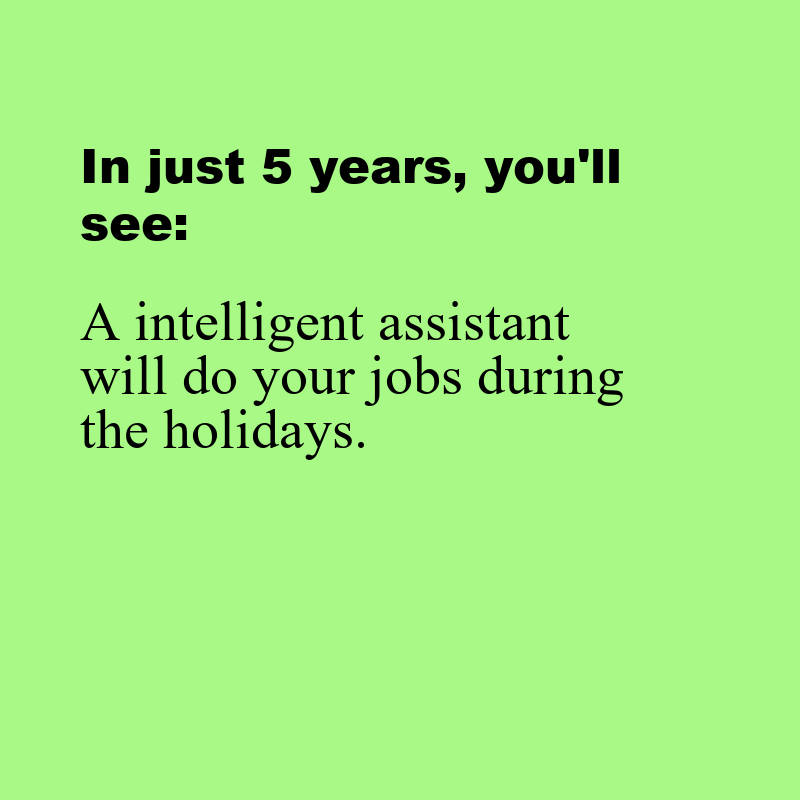 In just 5 years, you'll
see:
A intelligent assistant
will do your jobs during
the holidays.